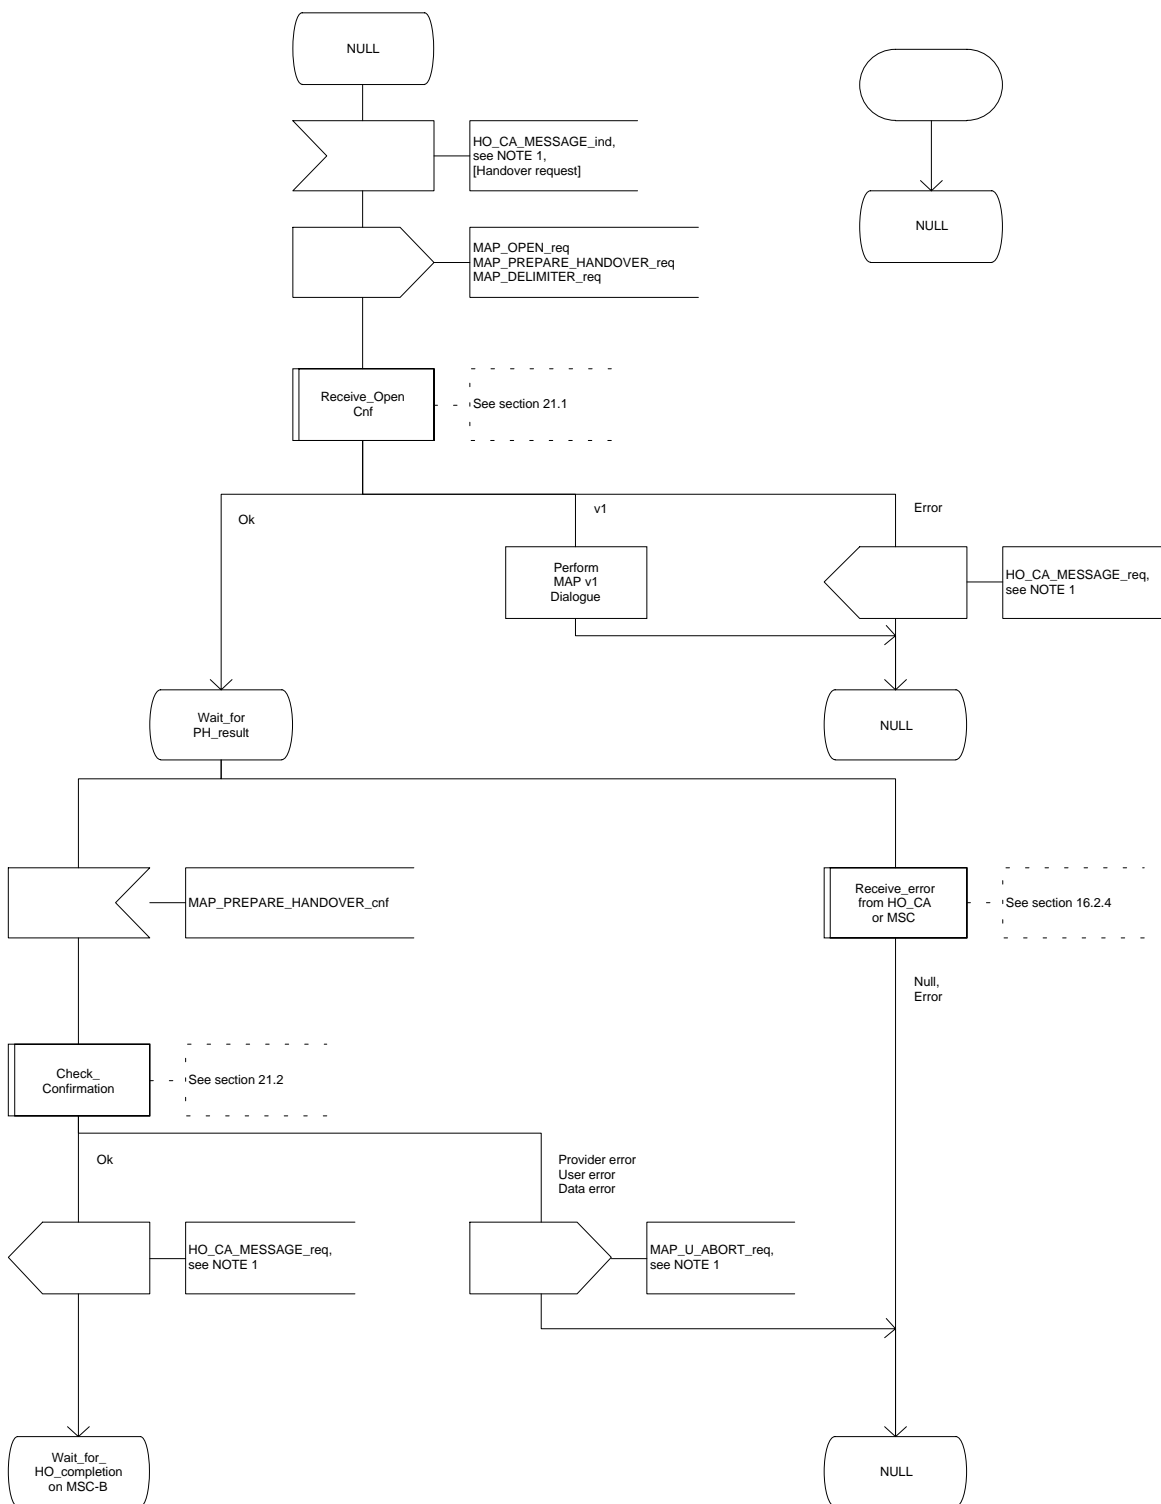 NULL
HO_CA_MESSAGE_ind,
see NOTE 1,
[Handover request]
NULL
MAP_OPEN_req
MAP_PREPARE_HANDOVER_req
MAP_DELIMITER_req
Receive_Open
Cnf
See section 21.1
Ok
v1
Error
Perform
MAP v1
Dialogue
HO_CA_MESSAGE_req,
see NOTE 1
Wait_for
PH_result
NULL
MAP_PREPARE_HANDOVER_cnf
Receive_error
from HO_CA
or MSC
See section 16.2.4
Null,
Error
Check_
Confirmation
See section 21.2
Ok
Provider error
User error
Data error
HO_CA_MESSAGE_req,
see NOTE 1
MAP_U_ABORT_req,
see NOTE 1
Wait_for_
HO_completion
on MSC-B
NULL